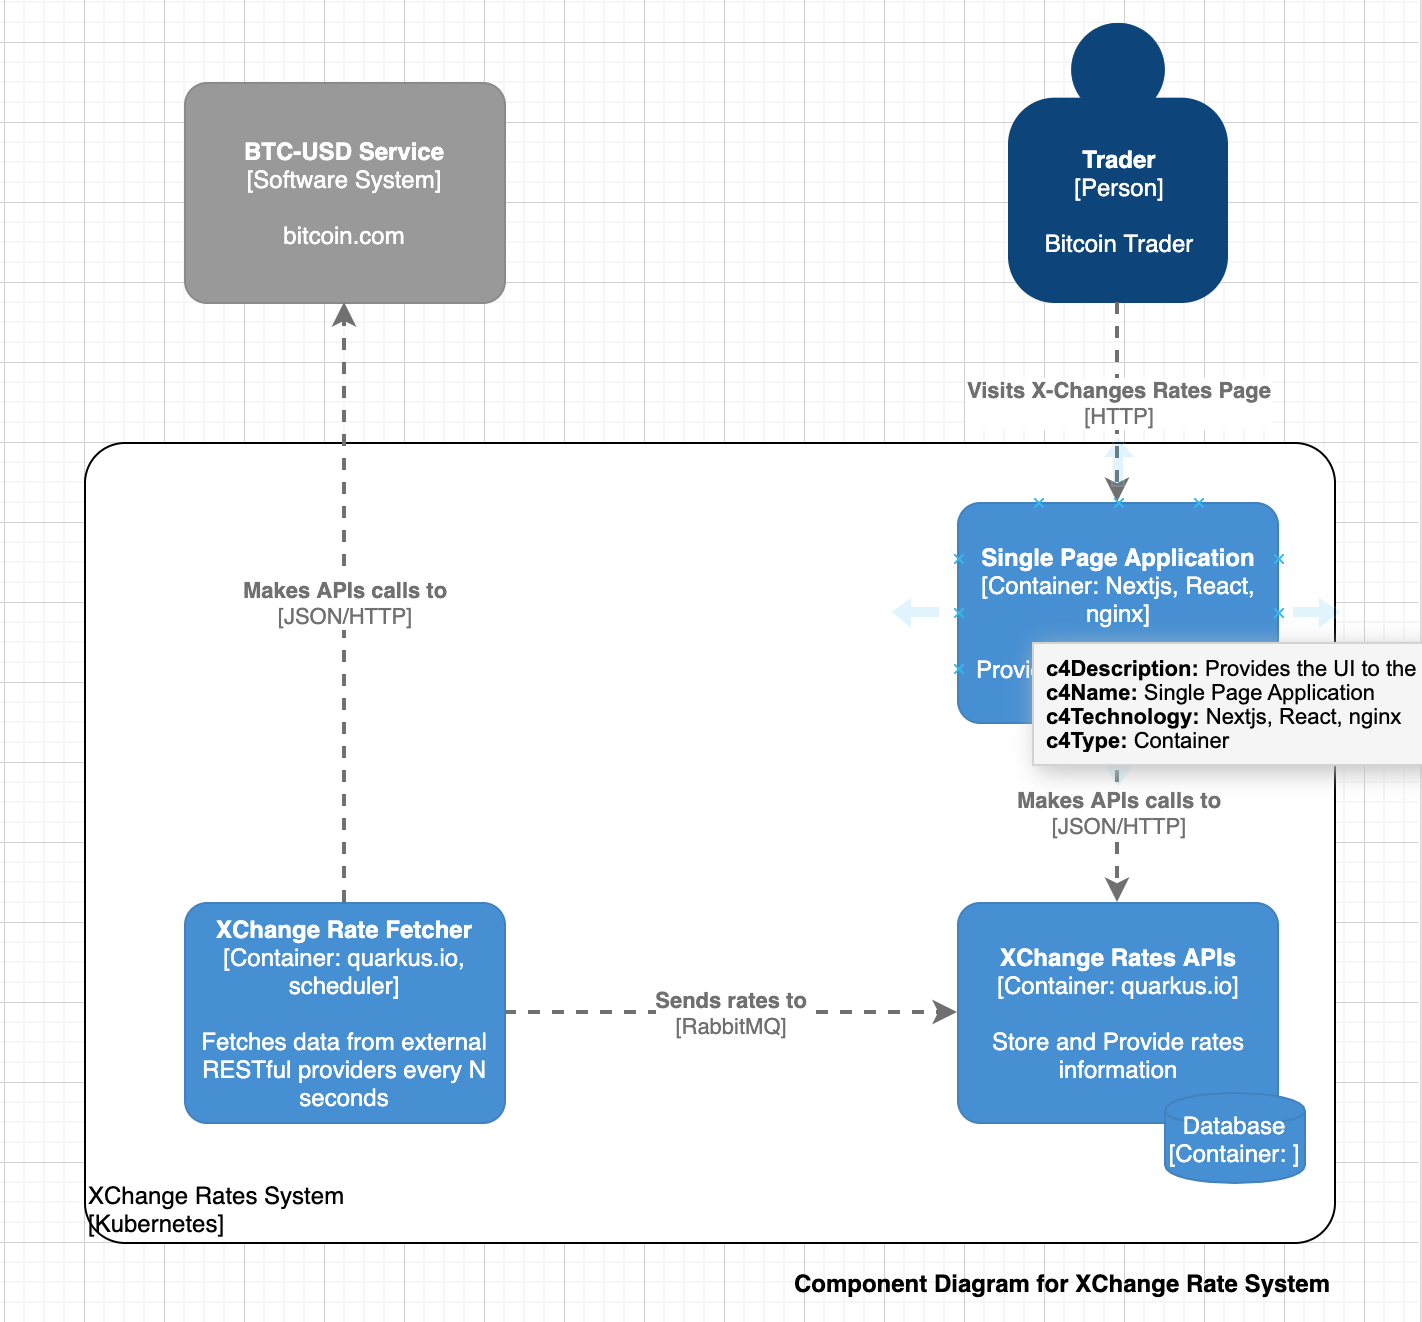 BTC-USD Service
[Software System]
bitcoin.com
Trader
[Person]
Bitcoin Trader
Visits X-Changes Rates Page
[HTTP]
Single Page Application
[Container: Nextjs, React,
nginx]
c4Description: Provides the UI to the
c4Name: Single Page Application
c4Technology: Nextjs, React, nginx
c4Type: Container
Makes APIs calls to
[JSON/HTTP]
Makes APIs calls to
[JSON/HTTP]
XChange Rate Fetcher
[Container: quarkus.io,
scheduler]
Fetches data from external
RESTful providers every N
seconds
Sends rates to
[RabbitMQ]
XChange Rates APIs
[Container: quarkus.io]
Store and Provide rates
information
Database
[Container: ]
XChange Rates System
[Kubernetes]
Component Diagram for XChange Rate System